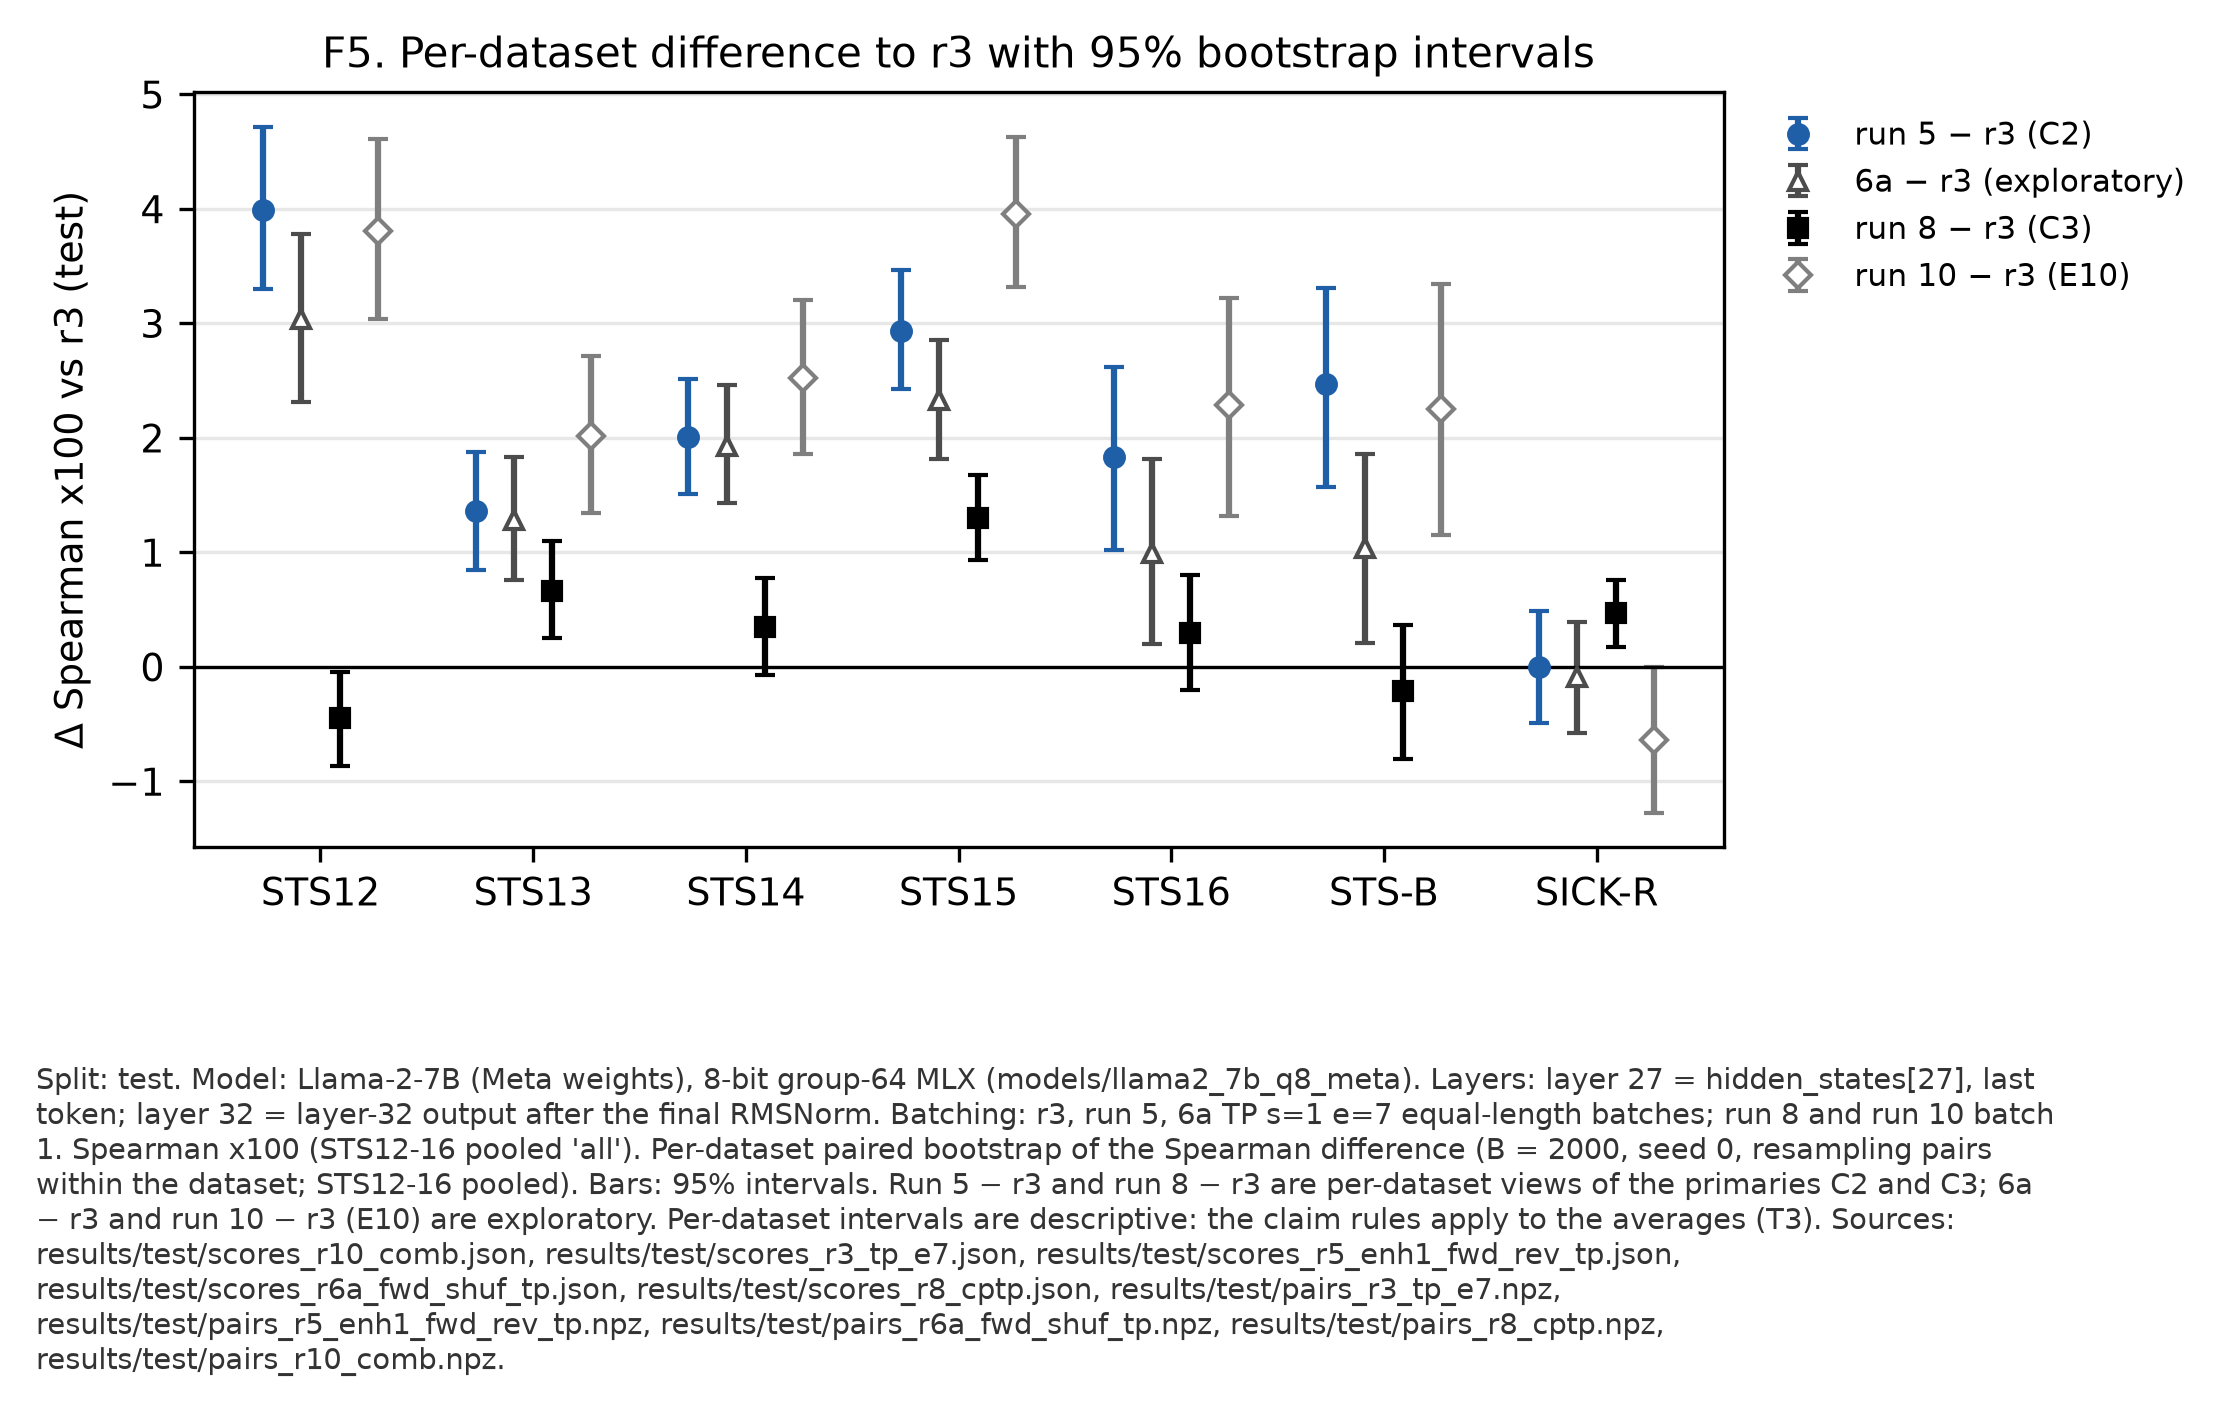 F5. Per-dataset difference to r3 with 95% bootstrap intervals
5
4
3
2
1
0
−1
Δ Spearman x100 vs r3 (test)
STS12
STS13
STS14
STS15
STS16
STS-B
SICK-R
run 5 − r3 (C2)
6a − r3 (exploratory)
run 8 − r3 (C3)
run 10 − r3 (E10)
Split: test. Model: Llama-2-7B (Meta weights), 8-bit group-64 MLX (models/llama2_7b_q8_meta). Layers: layer 27 = hidden_states[27], last
token; layer 32 = layer-32 output after the final RMSNorm. Batching: r3, run 5, 6a TP s=1 e=7 equal-length batches; run 8 and run 10 batch
1. Spearman x100 (STS12-16 pooled 'all'). Per-dataset paired bootstrap of the Spearman difference (B = 2000, seed 0, resampling pairs
within the dataset; STS12-16 pooled). Bars: 95% intervals. Run 5 − r3 and run 8 − r3 are per-dataset views of the primaries C2 and C3; 6a
− r3 and run 10 − r3 (E10) are exploratory. Per-dataset intervals are descriptive: the claim rules apply to the averages (T3). Sources:
results/test/scores_r10_comb.json, results/test/scores_r3_tp_e7.json, results/test/scores_r5_enh1_fwd_rev_tp.json,
results/test/scores_r6a_fwd_shuf_tp.json, results/test/scores_r8_cptp.json, results/test/pairs_r3_tp_e7.npz,
results/test/pairs_r5_enh1_fwd_rev_tp.npz, results/test/pairs_r6a_fwd_shuf_tp.npz, results/test/pairs_r8_cptp.npz,
results/test/pairs_r10_comb.npz.